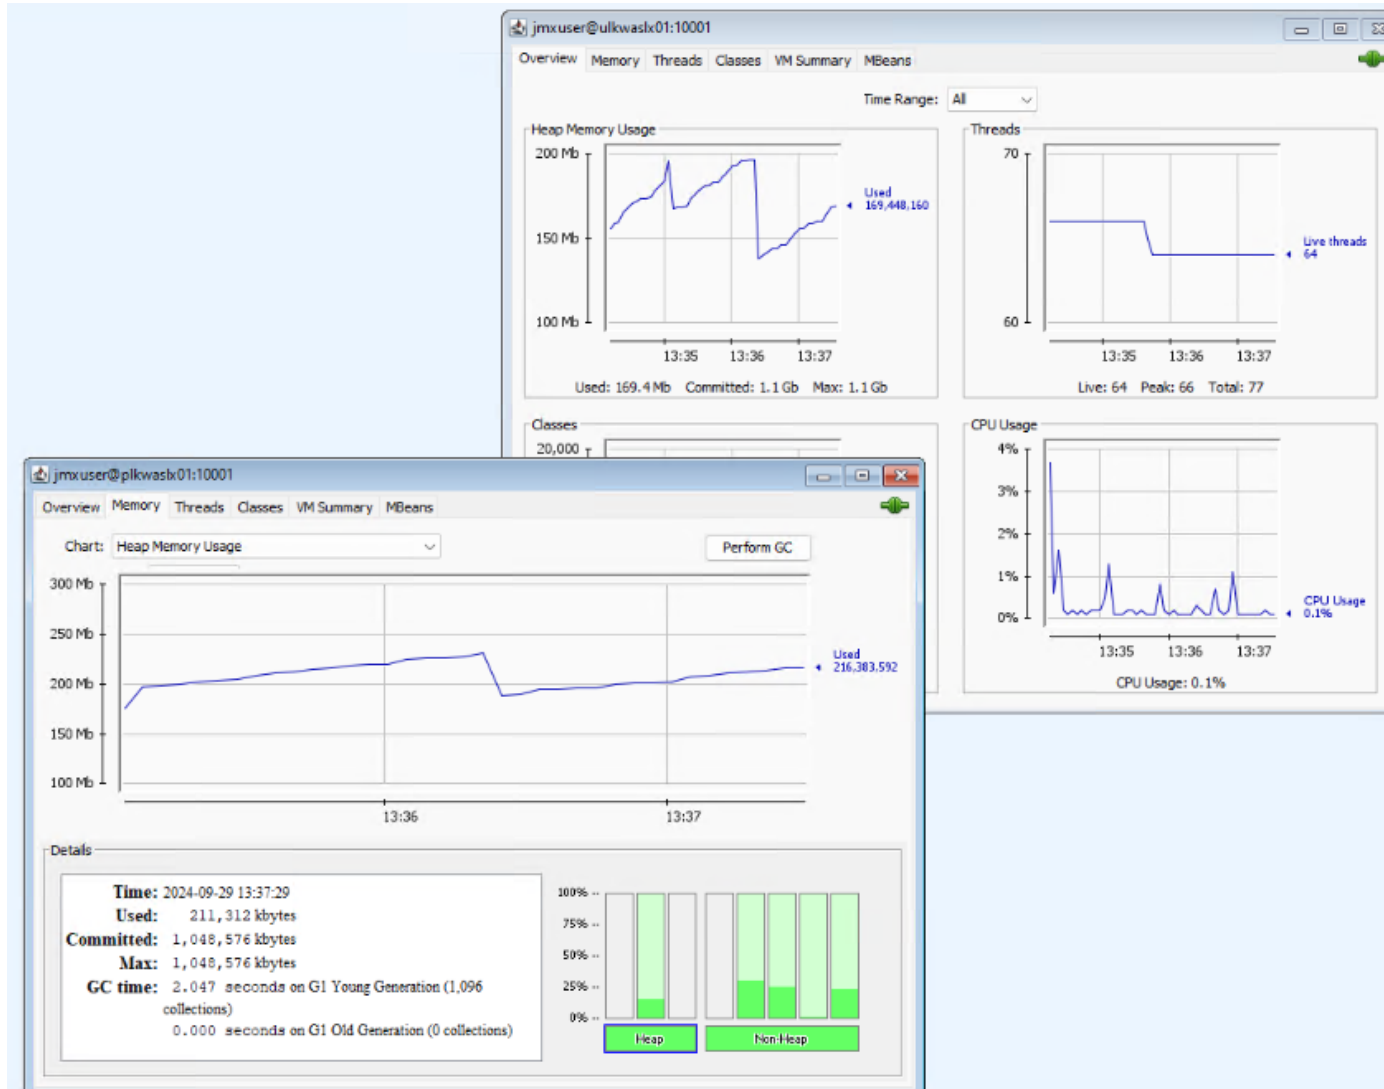 jmxuser@ulkwaslx01:10001
Overview Memory Threads Classes VM Summary MBeans
Time Range: All
Heap Memory Usage
200 Mb
150 Mb
100 Mb
Used
169,448,160
13:35 13:36 13:37
Used: 169.4 Mb Committed: 1.1 Gb Max: 1.1 Gb
Threads
70
60
Live threads
64
13:35 13:36 13:37
Live: 64 Peak: 66 Total: 77
Classes
20,000
CPU Usage
4%
3%
2%
1%
0%
CPU Usage
0.1%
13:35 13:36 13:37
CPU Usage: 0.1%
jmxuser@plkwaslx01:10001
Overview Memory Threads Classes VM Summary MBeans
Chart: Heap Memory Usage
Perform GC
300 Mb
250 Mb
200 Mb
150 Mb
100 Mb
Used
216,383,592
13:36 13:37
Details
Time: 2024-09-29 13:37:29
Used: 211,312 kbytes
Committed: 1,048,576 kbytes
Max: 1,048,576 kbytes
GC time: 2.047 seconds on G1 Young Generation (1,096
collections)
0.000 seconds on G1 Old Generation (0 collections)
100% --
75% --
50% --
25% --
0% --
Heap
Non-Heap